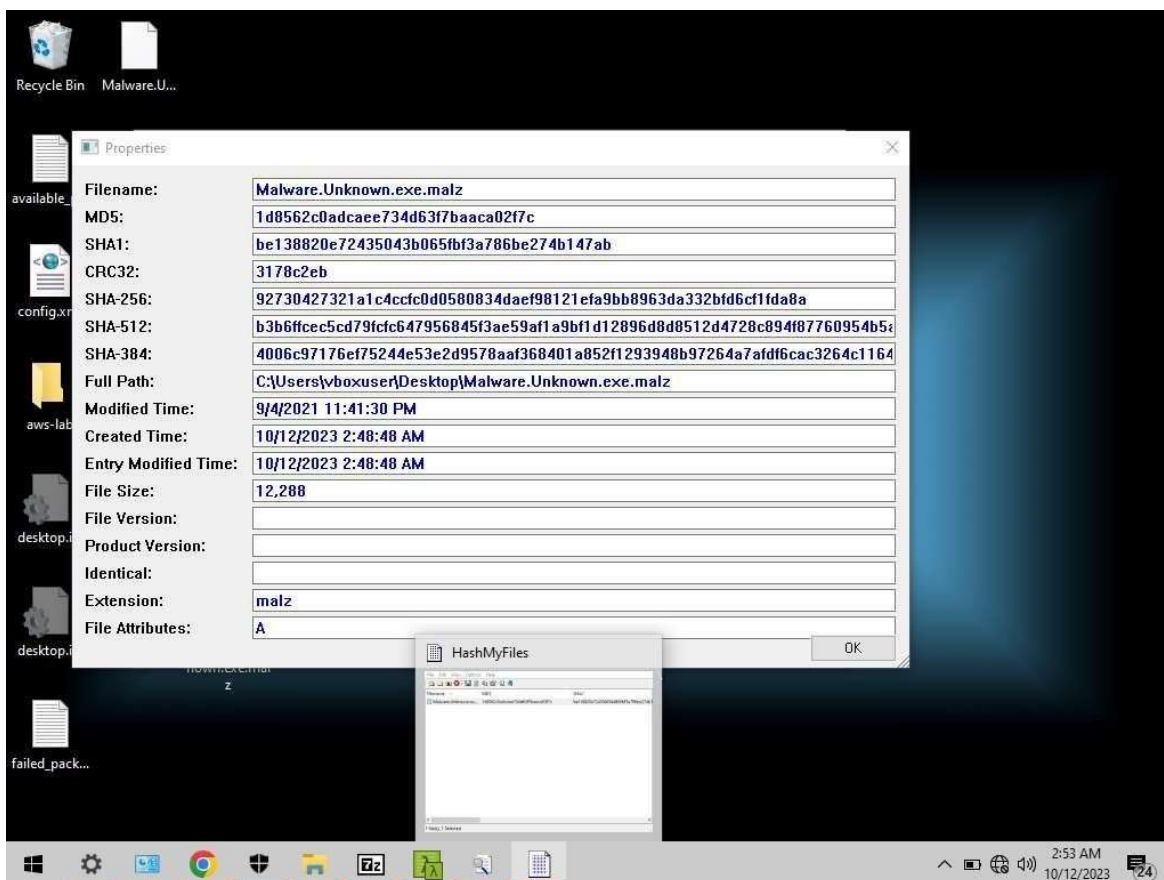 Recycle Bin
Malware.U...
Properties
available_
Filename: Malware.Unknown.exe.malz
MD5: 1d8562c0adcaee734d63f7baaca02f7c
SHA1: be138820e72435043b065fbf3a786be274b147ab
CRC32: 3178c2eb
SHA-256: 92730427321a1c4ccfc0d0580834daef98121efa9bb8963da332bfd6cf1fda8a
SHA-512: b3b6ffcec5cd79fcfc647956845f3ae59af1a9bf1d12896d8d8512d4728c894f87760954b5a
SHA-384: 4006c97176ef75244e53e2d9578aaf368401a852f1293948b97264a7afdf6cac3264c1164
Full Path: C:\Users\vboxuser\Desktop\Malware.Unknown.exe.malz
Modified Time: 9/4/2021 11:41:30 PM
Created Time: 10/12/2023 2:48:48 AM
Entry Modified Time: 10/12/2023 2:48:48 AM
File Size: 12,288
File Version:
Product Version:
Identical:
Extension: malz
File Attributes: A
OK
config.xm
aws-lab
desktop.i
desktop.i
z
failed_pack...
HashMyFiles
7z
2:53 AM
10/12/2023
24